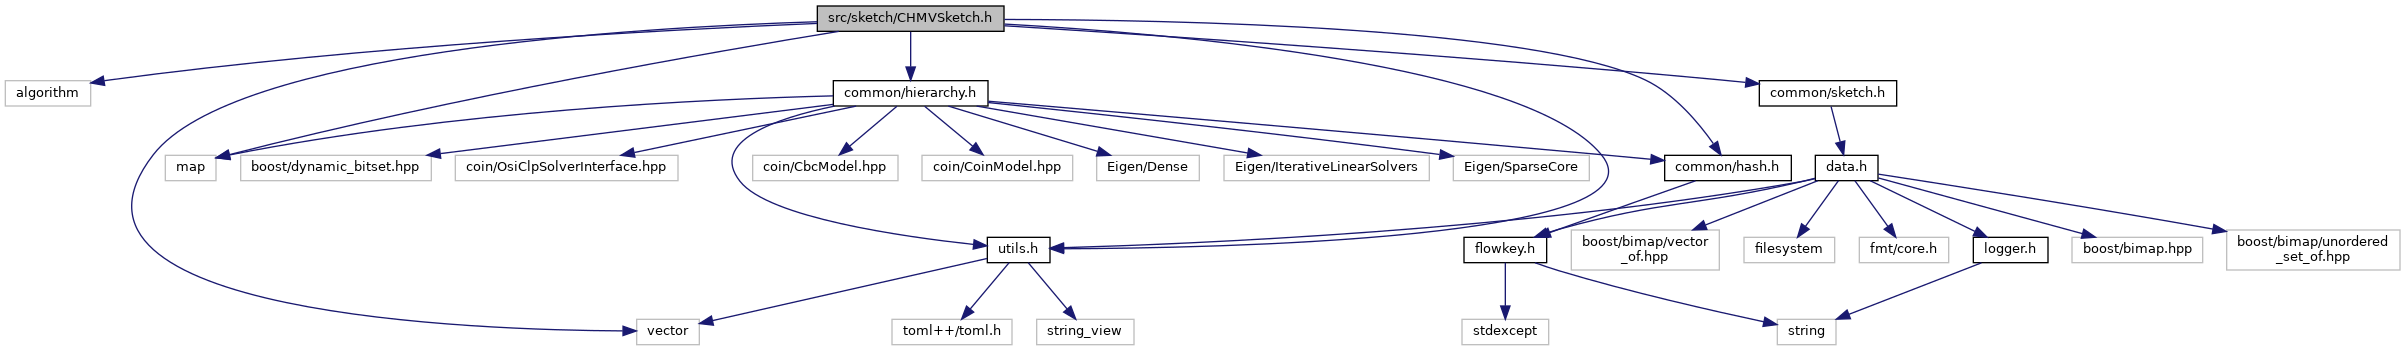 src/sketch/CHMVSketch.h
algorithm
common/hierarchy.h
common/sketch.h
map
boost/dynamic_bitset.hpp
coin/OsiClpSolverInterface.hpp
coin/CbcModel.hpp
coin/CoinModel.hpp
Eigen/Dense
Eigen/IterativeLinearSolvers
Eigen/SparseCore
common/hash.h
data.h
utils.h
flowkey.h
boost/bimap/vector
_of.hpp
filesystem
fmt/core.h
logger.h
boost/bimap.hpp
boost/bimap/unordered
_set_of.hpp
vector
toml++/toml.h
string_view
stdexcept
string